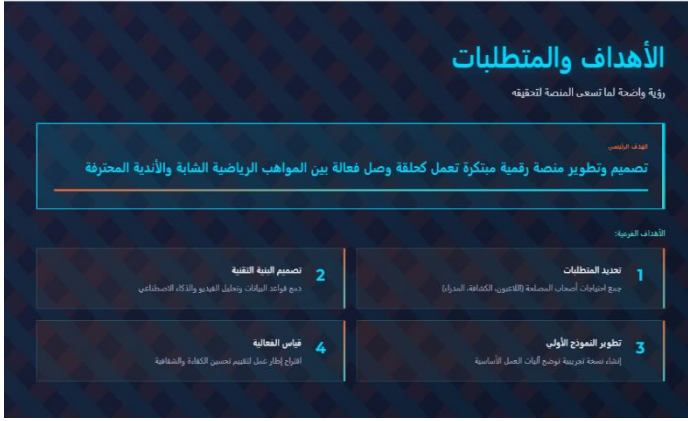 الأهداف والمتطلبات
رؤية واضحة لما تسعى المنصة لتحقيقه
الهدف الرئيسي
تصميم وتطوير منصة رقمية مبتكرة تعمل كحلقة وصل فعالة بين المواهب الرياضية الشابة والأندية المحترفة
الأهداف الفرعية:
1
تحديد المتطلبات
جمع احتياجات أصحاب المصلحة (اللاعبون، الكشافة، المدراء)
2
تصميم البنية التقنية
دمج قواعد البيانات وتحليل الفيديو والذكاء الاصطناعي
3
تطوير النموذج الأولي
إنشاء نسخة تجريبية توضح آليات العمل الأساسية
4
قياس الفعالية
اقتراح إطار عمل لتقييم تحسين الكفاءة والشفافية